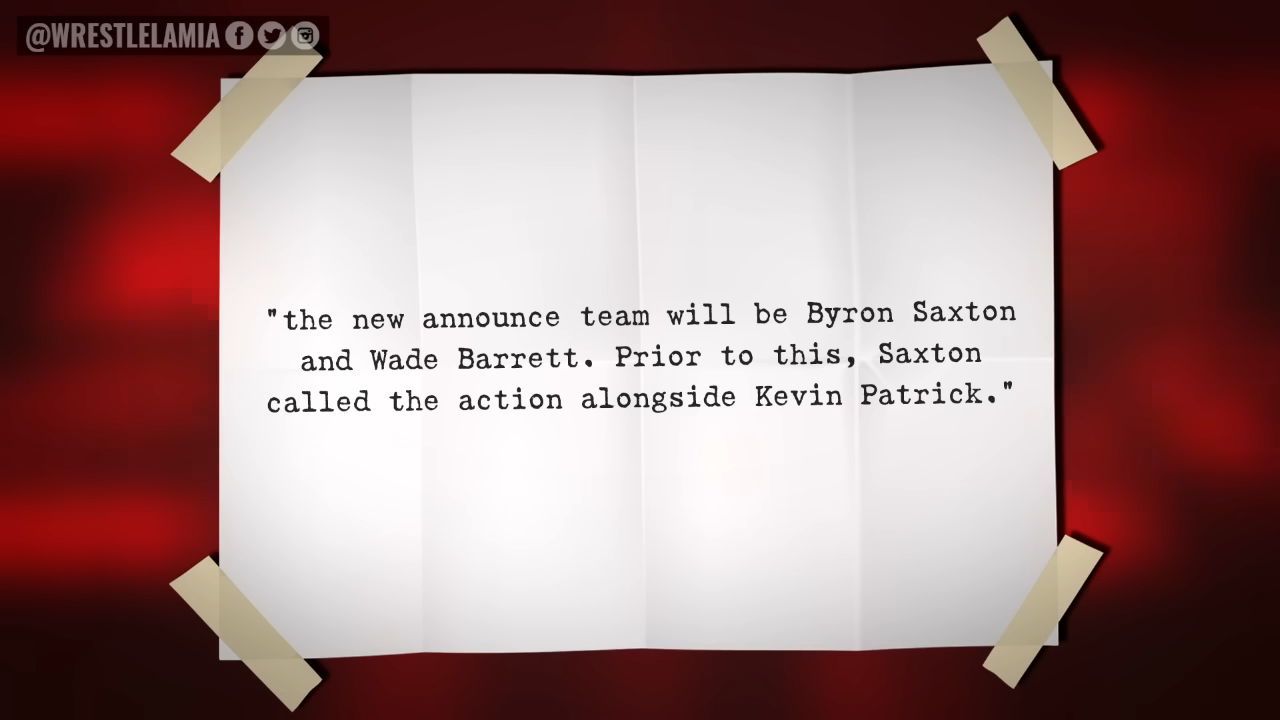 @WRESTLELAMIA
"the new announce team will be Byron Saxton
and Wade Barrett. Prior to this, Saxton
called the action alongside Kevin Patrick."